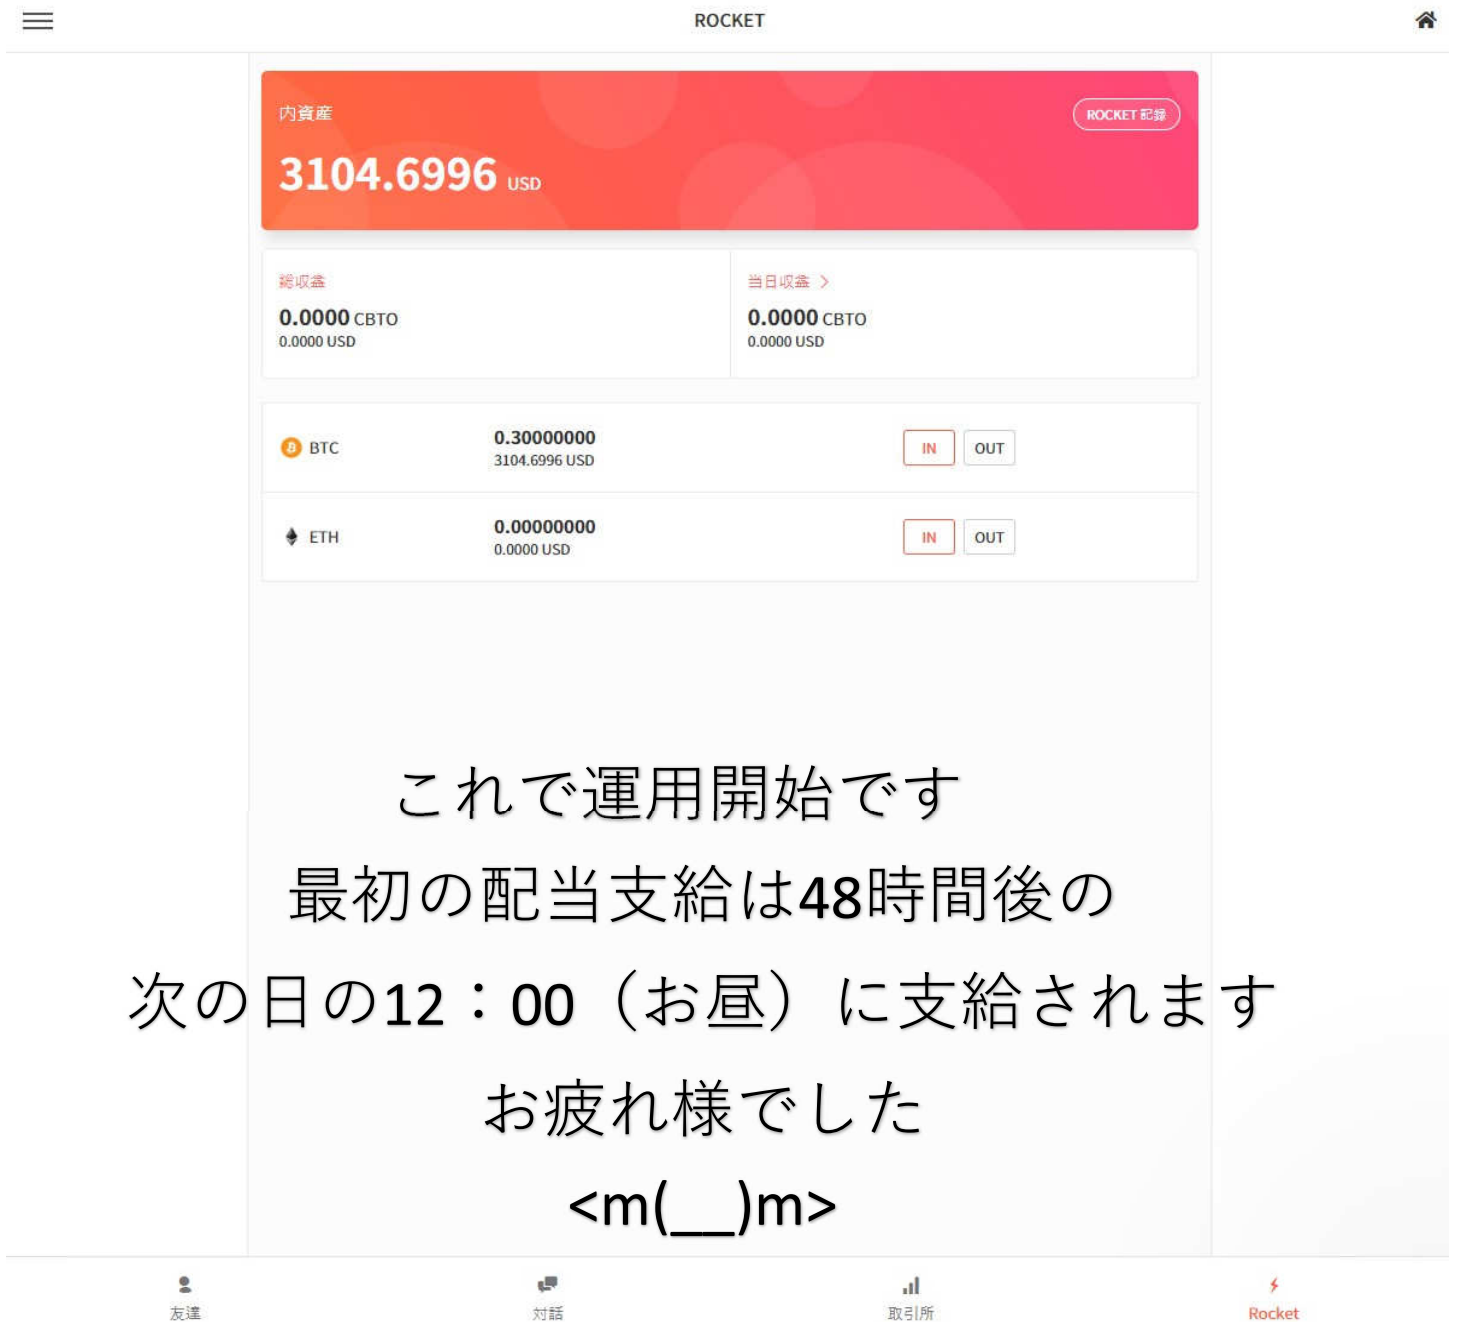 ROCKET
内資産
ROCKET 記録
3104.6996 USD
総収益
0.0000 CBTO
0.0000 USD
当日収益 >
0.0000 CBTO
0.0000 USD
BTC
0.30000000
3104.6996 USD
IN
OUT
ETH
0.00000000
0.0000 USD
IN
OUT
これで運用開始です
最初の配当支給は48時間後の
次の日の12：00（お昼）に支給されます
お疲れ様でした
<m(__)m>
友達
対話
取引所
Rocket